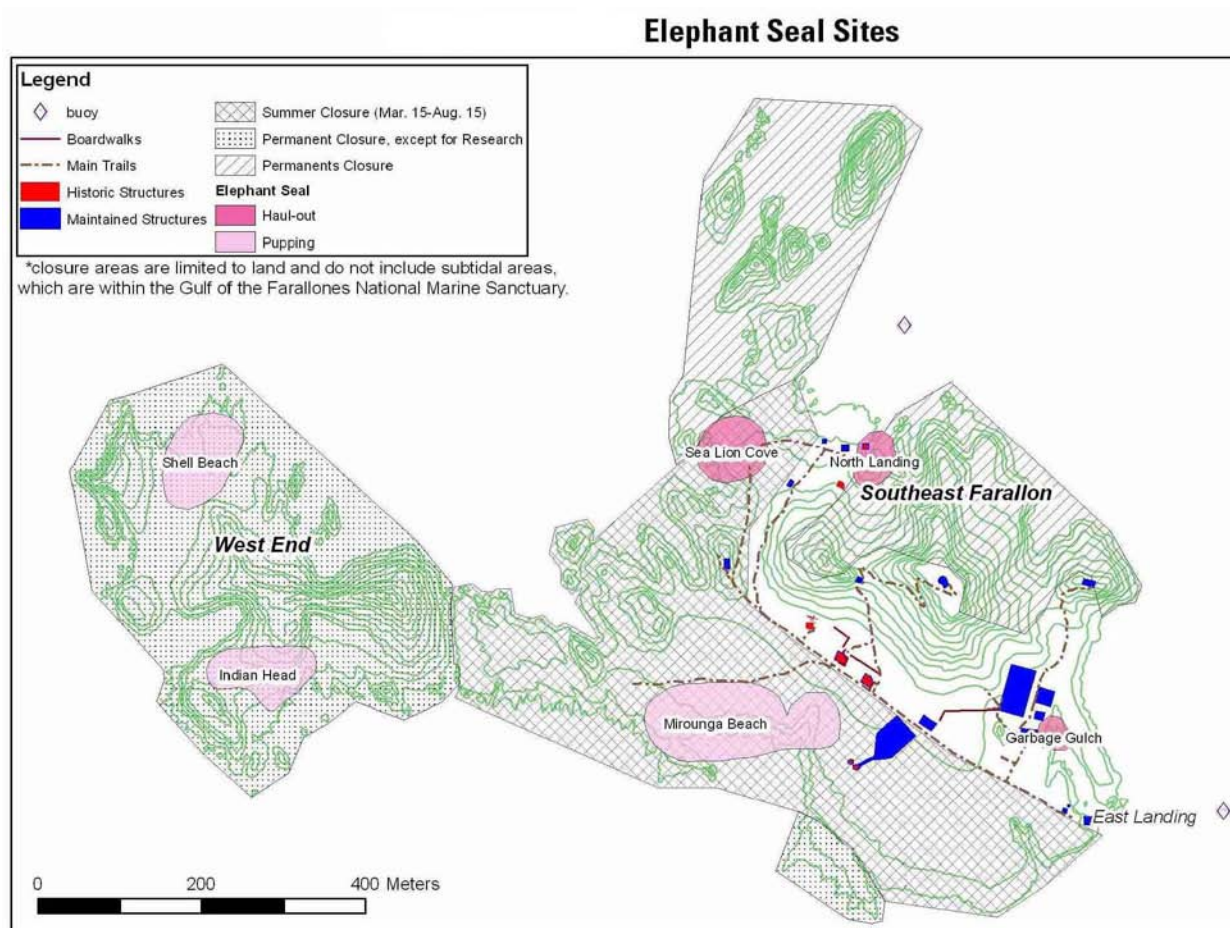 Elephant Seal Sites
Legend
buoy
Boardwalks
Main Trails
Historic Structures
Maintained Structures
Summer Closure (Mar. 15-Aug. 15)
Permanent Closure, except for Research
Permanents Closure
Elephant Seal
Haul-out
Pupping
*closure areas are limited to land and do not include subtidal areas,
which are within the Gulf of the Farallones National Marine Sanctuary.
Shell Beach
Sea Lion Cove
North Landing
Southeast Farallon
West End
Indian Head
Mirounga Beach
Garbage Gulch
East Landing
0 200 400 Meters